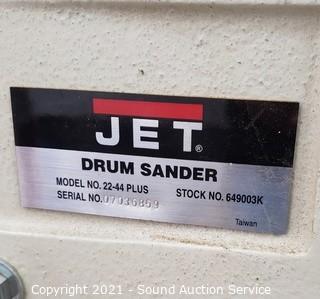 JET®
DRUM SANDER
MODEL NO. 22-44 PLUS STOCK NO. 649003K
SERIAL NO. 07036859
Taiwan
Copyright © 2021 - Sound Auction Service